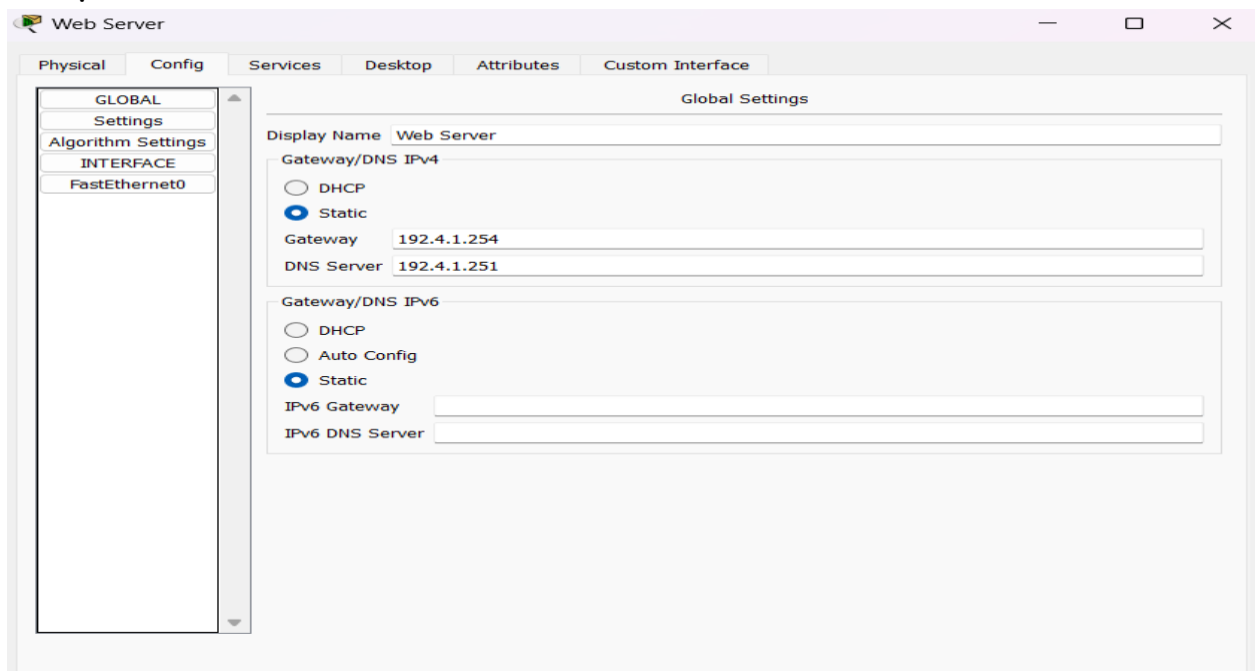 Web Server
Physical Config Services Desktop Attributes Custom Interface
GLOBAL
Settings
Algorithm Settings
INTERFACE
FastEthernet0
Global Settings
Display Name Web Server
Gateway/DNS IPv4
DHCP
Static
Gateway 192.4.1.254
DNS Server 192.4.1.251
Gateway/DNS IPv6
DHCP
Auto Config
Static
IPv6 Gateway
IPv6 DNS Server